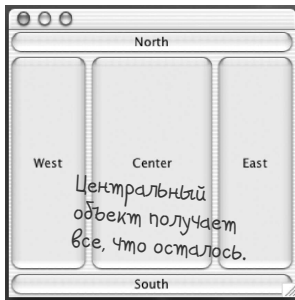 North
West
Center
East
Центральный
объект получает
все, что осталось.
South